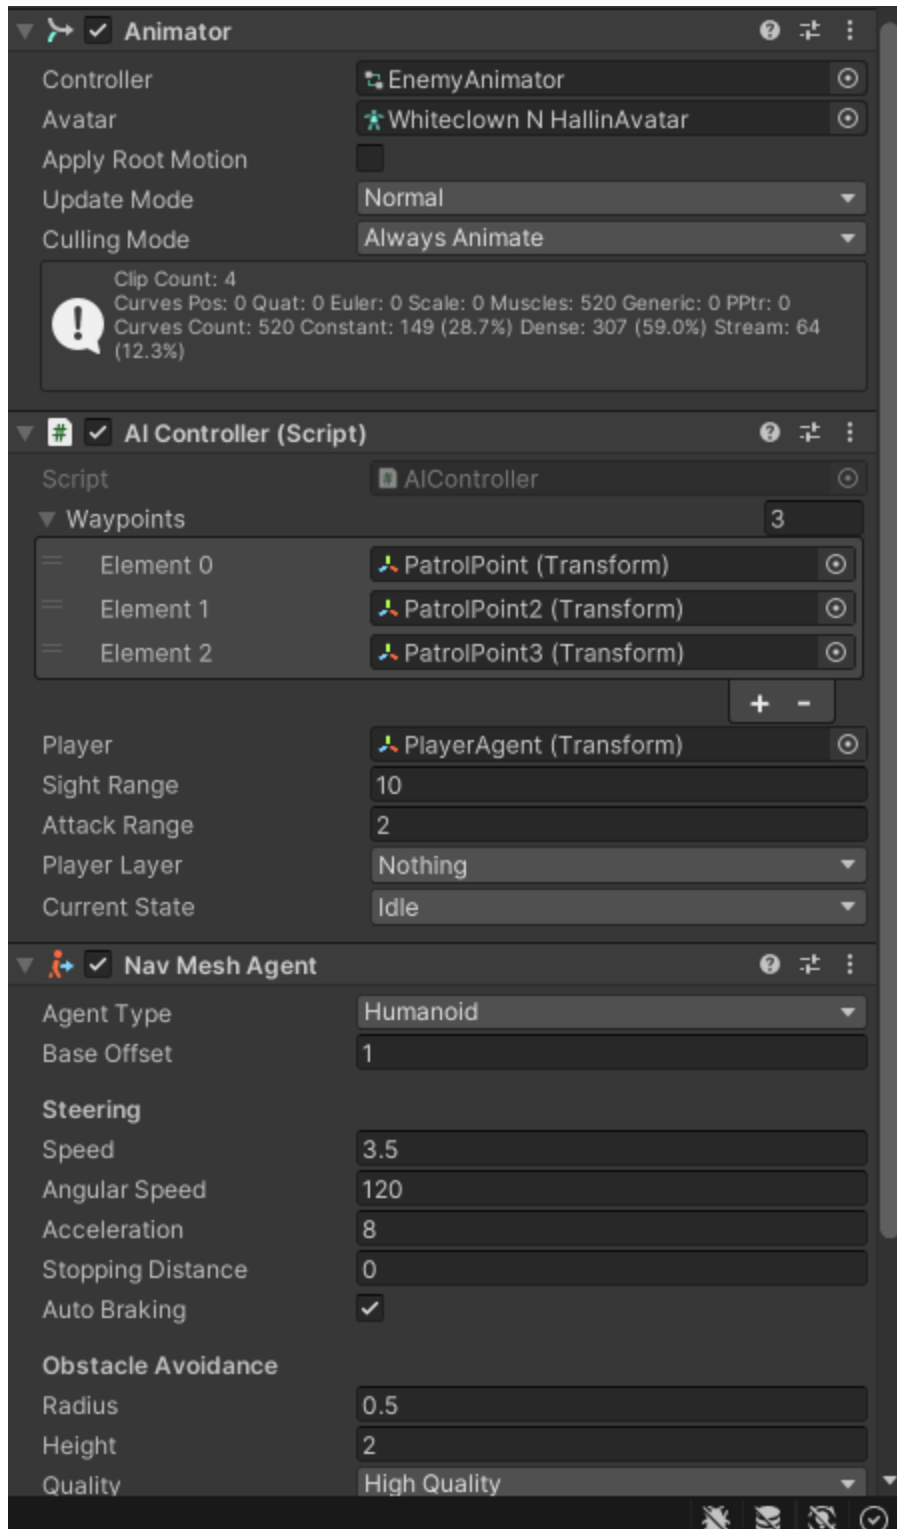 Animator
Controller EnemyAnimator
Avatar Whiteclown N HallinAvatar
Apply Root Motion
Update Mode Normal
Culling Mode Always Animate
Clip Count: 4
Curves Pos: 0 Quat: 0 Euler: 0 Scale: 0 Muscles: 520 Generic: 0 PPtr: 0
Curves Count: 520 Constant: 149 (28.7%) Dense: 307 (59.0%) Stream: 64
(12.3%)
# AI Controller (Script)
Script # AIController
Waypoints 3
Element 0 PatrolPoint (Transform)
Element 1 PatrolPoint2 (Transform)
Element 2 PatrolPoint3 (Transform)
+ -
Player PlayerAgent (Transform)
Sight Range 10
Attack Range 2
Player Layer Nothing
Current State Idle
Nav Mesh Agent
Agent Type Humanoid
Base Offset 1
Steering
Speed 3.5
Angular Speed 120
Acceleration 8
Stopping Distance 0
Auto Braking
Obstacle Avoidance
Radius 0.5
Height 2
Quality High Quality